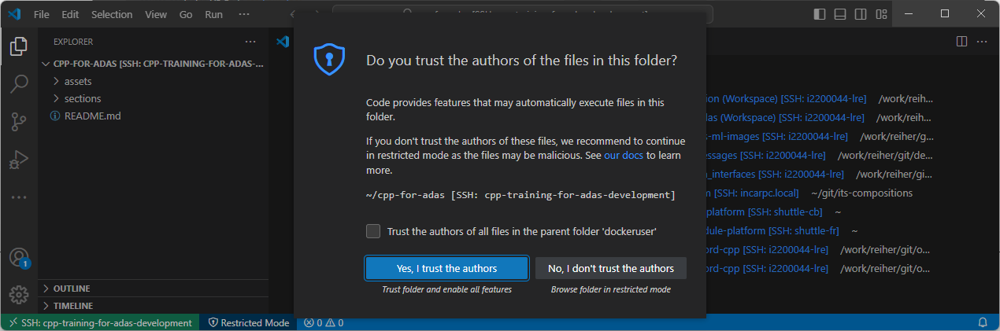 File Edit Selection View Go Run ···
EXPLORER ···
CPP-FOR-ADAS [SSH: CPP-TRAINING-FOR-ADAS-...
assets
sections
README.md
OUTLINE
TIMELINE
1
Do you trust the authors of the files in this folder?
Code provides features that may automatically execute files in this
folder.
If you don't trust the authors of these files, we recommend to continue
in restricted mode as the files may be malicious. See our docs to learn
more.
~/cpp-for-adas [SSH: cpp-training-for-adas-development]
Trust the authors of all files in the parent folder 'dockeruser'
Yes, I trust the authors
No, I don't trust the authors
Trust folder and enable all features
Browse folder in restricted mode
ion (Workspace) [SSH: i2200044-lre] /work/reih...
las (Workspace) [SSH: i2200044-lre] /work/reih...
s-ml-images [SSH: i2200044-lre] /work/reiher/g...
essages [SSH: i2200044-lre] /work/reiher/git/de...
n_interfaces [SSH: i2200044-lre] /work/reiher/gi...
m [SSH: incarpc.local] ~/git/its-compositions
platform [SSH: shuttle-cb] ~
dule-platform [SSH: shuttle-fr] ~
ord-cpp [SSH: i2200044-lre] /work/reiher/git/o...
ord-cpp [SSH: i2200044-lre] /work/reiher/git/o...
SSH: cpp-training-for-adas-development Restricted Mode 0 0